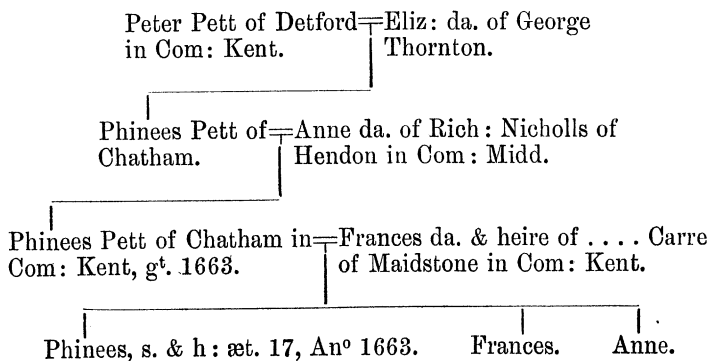 Peter Pett of Detford=Eliz: da. of George
in Com: Kent. Thornton.
Phinees Pett of=Anne da. of Rich: Nicholls of
Chatham. Hendon in Com: Midd.
Phinees Pett of Chatham in=Frances da. & heire of .... Carre
Com: Kent, gᵗ. 1663. of Maidstone in Com: Kent.
Phinees, s. & h: æt. 17, Anº 1663. Frances. Anne.